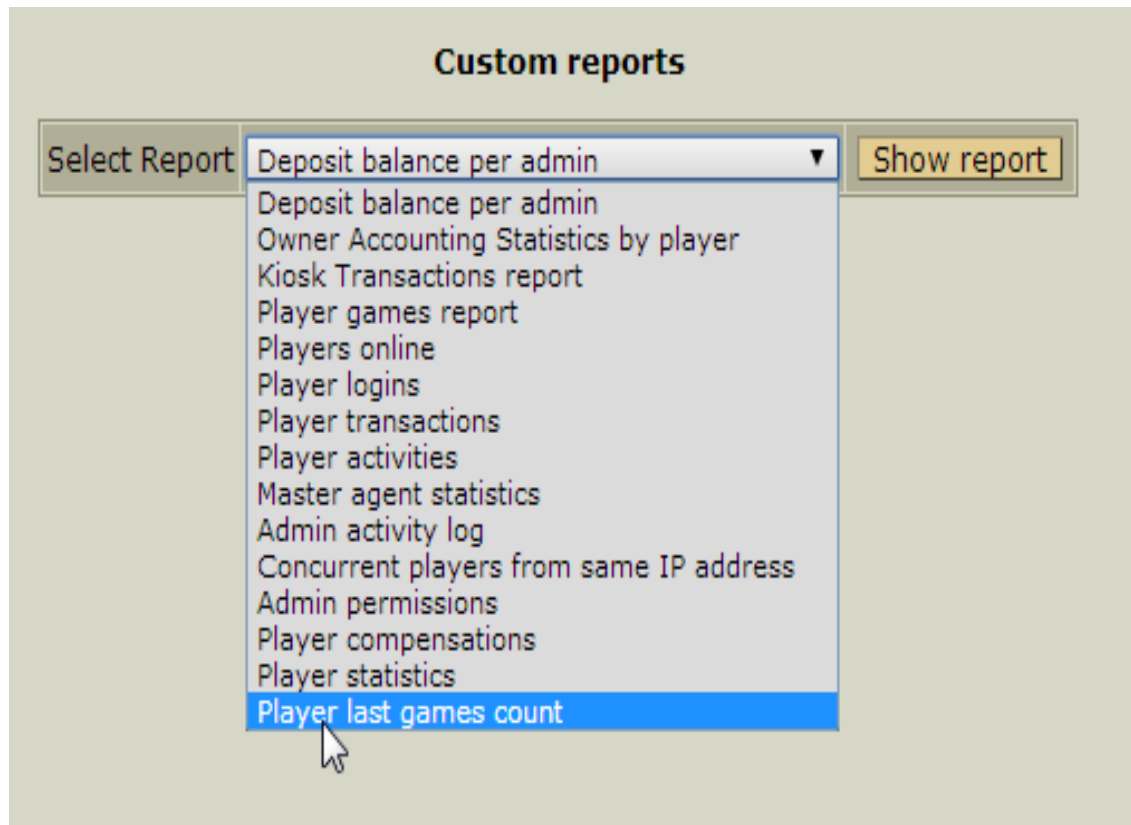 Custom reports
Select Report Deposit balance per admin ▼ Show report
Deposit balance per admin
Owner Accounting Statistics by player
Kiosk Transactions report
Player games report
Players online
Player logins
Player transactions
Player activities
Master agent statistics
Admin activity log
Concurrent players from same IP address
Admin permissions
Player compensations
Player statistics
Player last games count